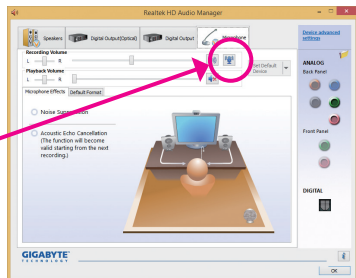 Realtek HD Audio Manager
Speakers
Digital Output(Optical)
Digital Output
Microphone
Device advanced
settings
Recording Volume
L
R
Set Default
Device
Playback Volume
L
R
Microphone Effects
Default Format
Noise Suppression
Acoustic Echo Cancellation
(The function will become
valid starting from the next
recording.)
ANALOG
Back Panel
Front Panel
DIGITAL
GIGABYTE
TECHNOLOGY
OK